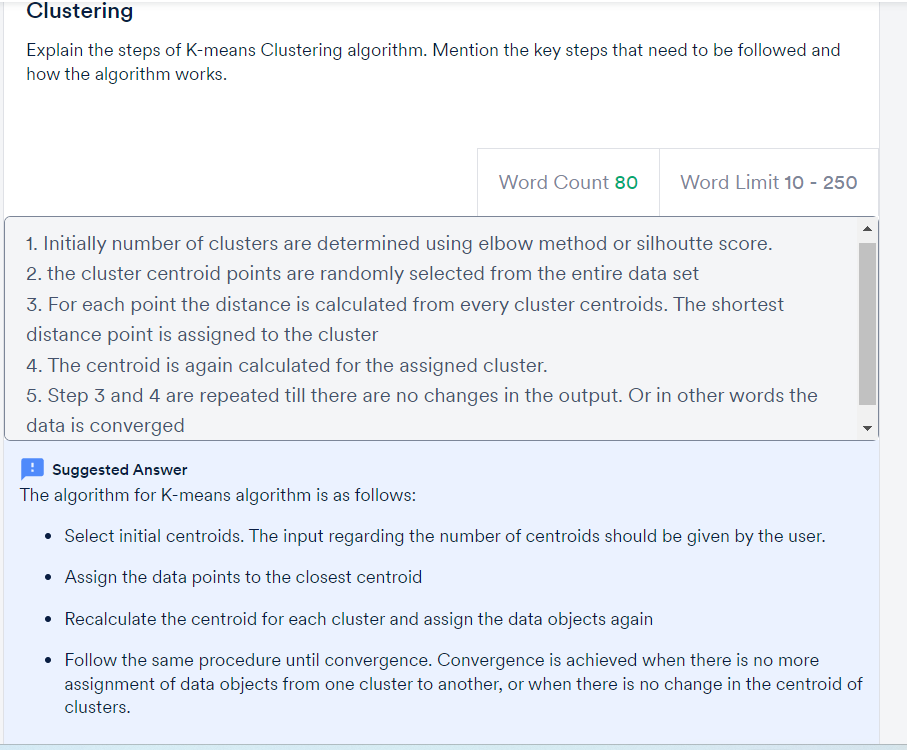 Clustering
Explain the steps of K-means Clustering algorithm. Mention the key steps that need to be followed and
how the algorithm works.
Word Count 80
Word Limit 10 - 250
1. Initially number of clusters are determined using elbow method or silhoutte score.
2. the cluster centroid points are randomly selected from the entire data set
3. For each point the distance is calculated from every cluster centroids. The shortest
distance point is assigned to the cluster
4. The centroid is again calculated for the assigned cluster.
5. Step 3 and 4 are repeated till there are no changes in the output. Or in other words the
data is converged
Suggested Answer
The algorithm for K-means algorithm is as follows:
• Select initial centroids. The input regarding the number of centroids should be given by the user.
• Assign the data points to the closest centroid
• Recalculate the centroid for each cluster and assign the data objects again
• Follow the same procedure until convergence. Convergence is achieved when there is no more
assignment of data objects from one cluster to another, or when there is no change in the centroid of
clusters.